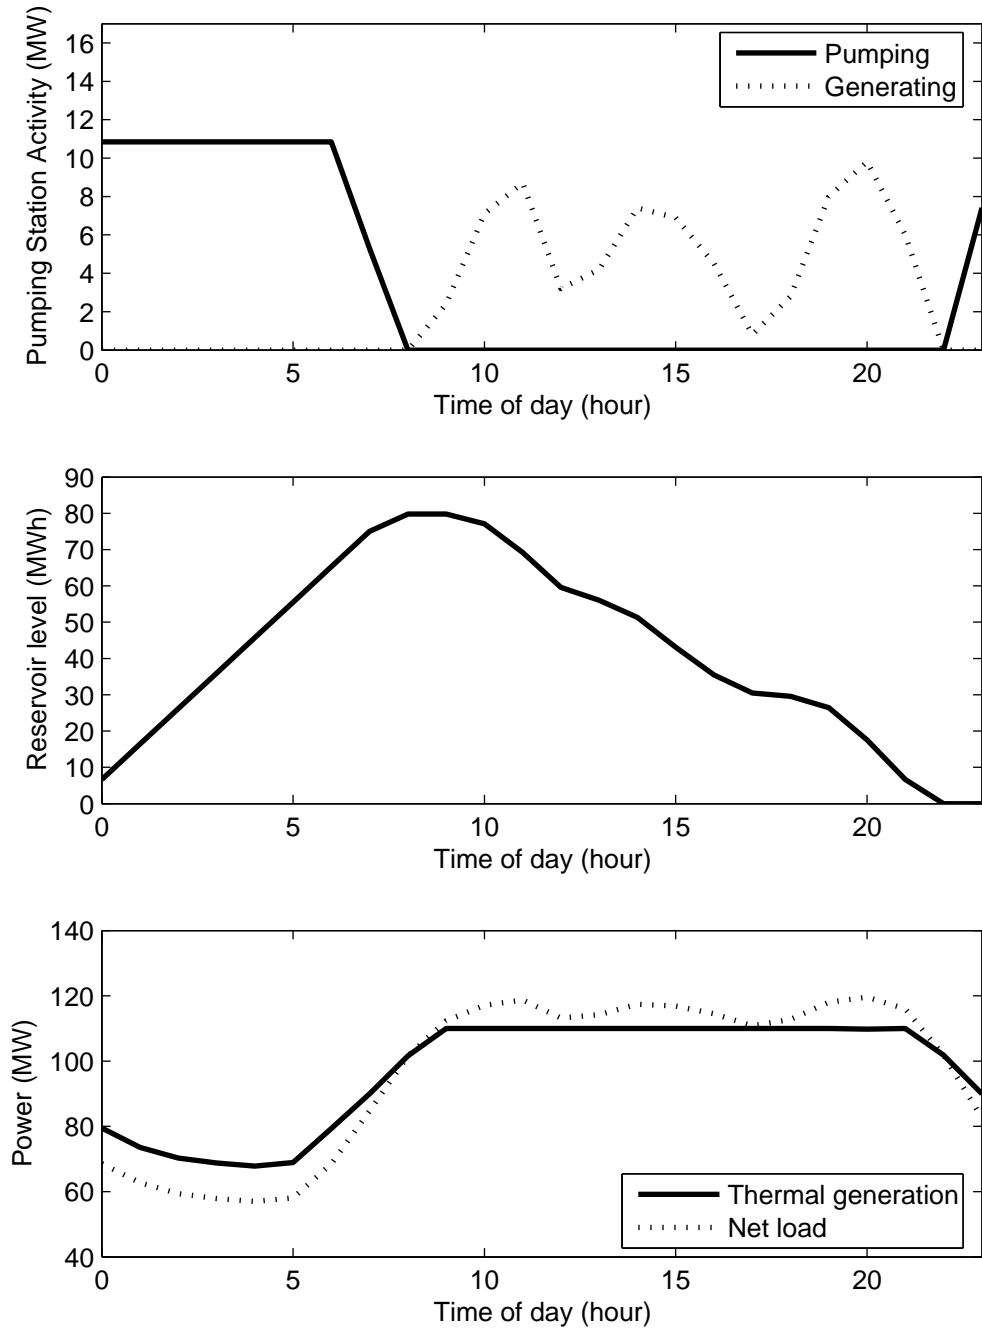 Pumping Station Activity (MW)
16
14
12
10
8
6
4
2
0
Pumping
Generating
0 5 10 15 20
Time of day (hour)
Reservoir level (MWh)
90
80
70
60
50
40
30
20
10
0
0 5 10 15 20
Time of day (hour)
Power (MW)
140
120
100
80
60
40
Thermal generation
Net load
0 5 10 15 20
Time of day (hour)